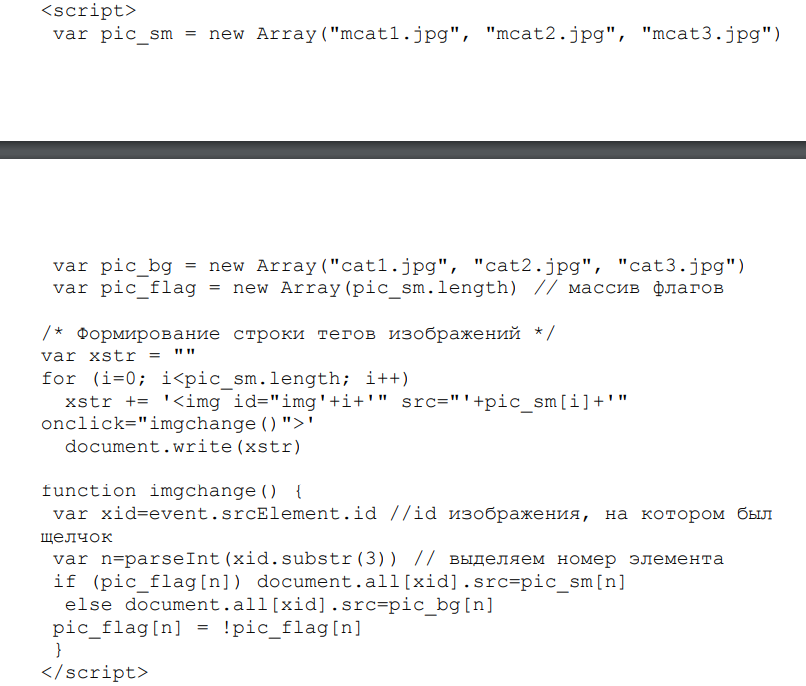 <script>
 var pic_sm = new Array("mcat1.jpg", "mcat2.jpg", "mcat3.jpg")
 var pic_bg = new Array("cat1.jpg", "cat2.jpg", "cat3.jpg")
 var pic_flag = new Array(pic_sm.length) // массив флагов
/* Формирование строки тегов изображений */
var xstr = ""
for (i=0; i<pic_sm.length; i++)
  xstr += '<img id="img'+i+'" src="'+pic_sm[i]+'"
onclick="imgchange()">'
  document.write(xstr)
function imgchange() {
 var xid=event.srcElement.id //id изображения, на котором был
щелчок
 var n=parseInt(xid.substr(3)) // выделяем номер элемента
 if (pic_flag[n]) document.all[xid].src=pic_sm[n]
  else document.all[xid].src=pic_bg[n]
 pic_flag[n] = !pic_flag[n]
 }
</script>